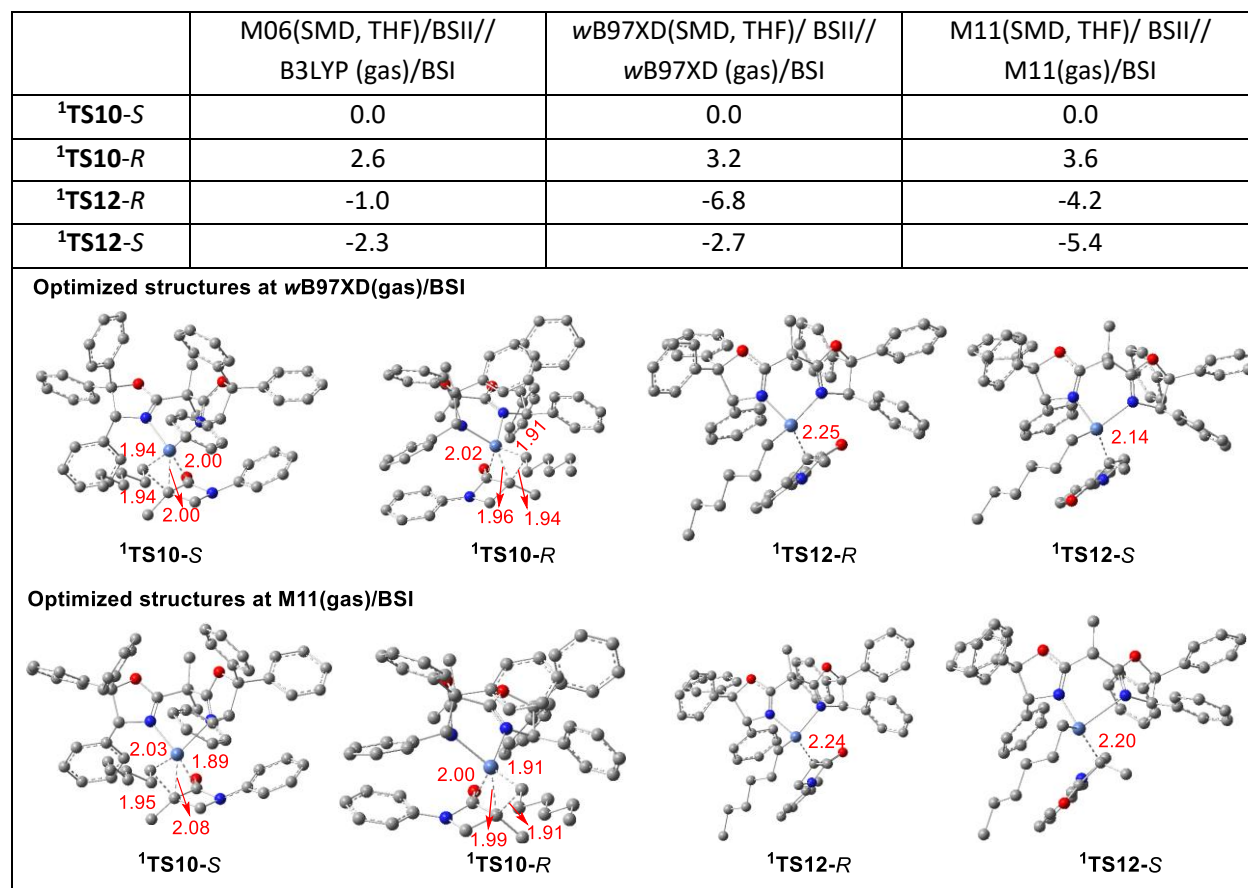 M06(SMD, THF)/BSII// wB97XD(SMD, THF)/ BSII// M11(SMD, THF)/ BSII//
B3LYP (gas)/BSI wB97XD (gas)/BSI M11(gas)/BSI
¹TS10-S 0.0 0.0 0.0
¹TS10-R 2.6 3.2 3.6
¹TS12-R -1.0 -6.8 -4.2
¹TS12-S -2.3 -2.7 -5.4
Optimized structures at wB97XD(gas)/BSI
1.94 2.00 1.94 2.00
2.02 1.91 1.96 1.94
2.25
2.14
¹TS10-S ¹TS10-R ¹TS12-R ¹TS12-S
Optimized structures at M11(gas)/BSI
2.03 1.89 1.95 2.08
2.00 1.91 1.99 1.91
2.24
2.20
¹TS10-S ¹TS10-R ¹TS12-R ¹TS12-S